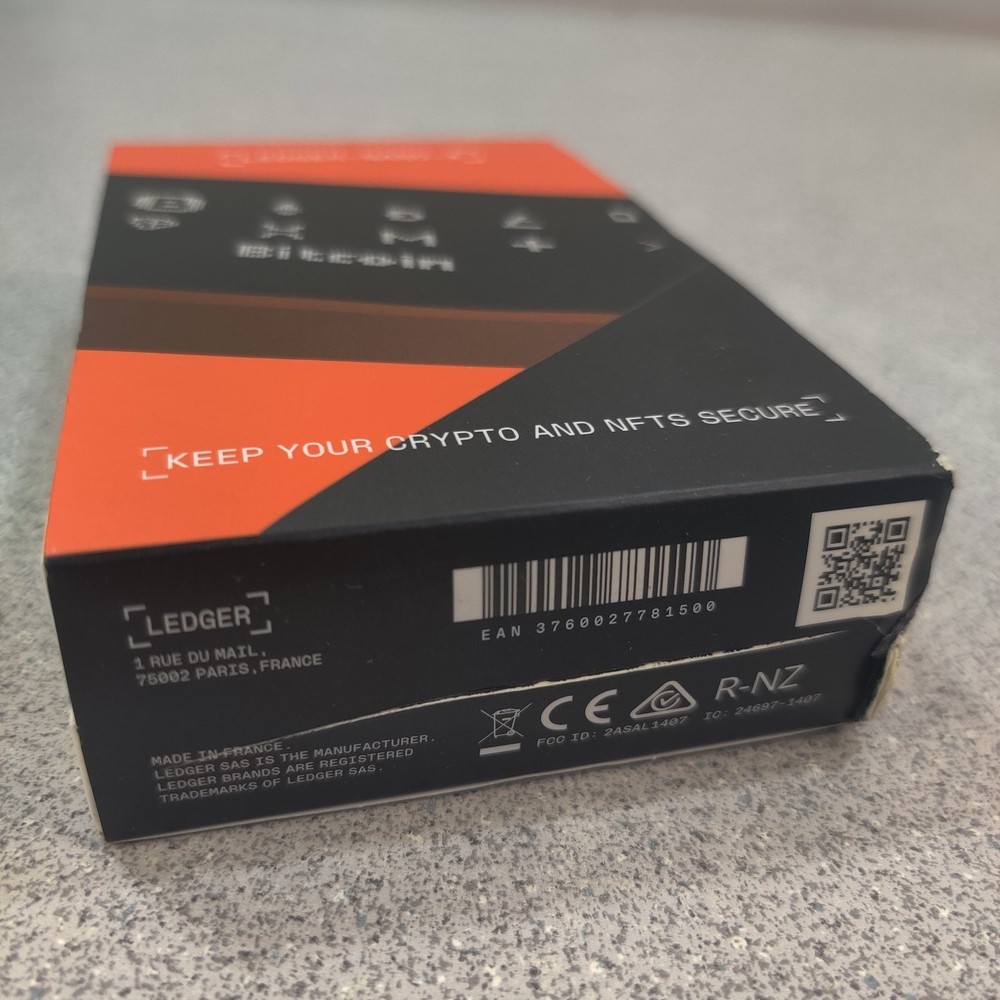 Bitcoin
KEEP YOUR CRYPTO AND NFTS SECURE
LEDGER
1 RUE DU MAIL,
75002 PARIS, FRANCE
EAN 3760027781500
MADE IN FRANCE.
LEDGER SAS IS THE MANUFACTURER.
LEDGER BRANDS ARE REGISTERED
TRADEMARKS OF LEDGER SAS.
CE
R-NZ
FCC ID: 2ASAL1407 IC: 24697-1407